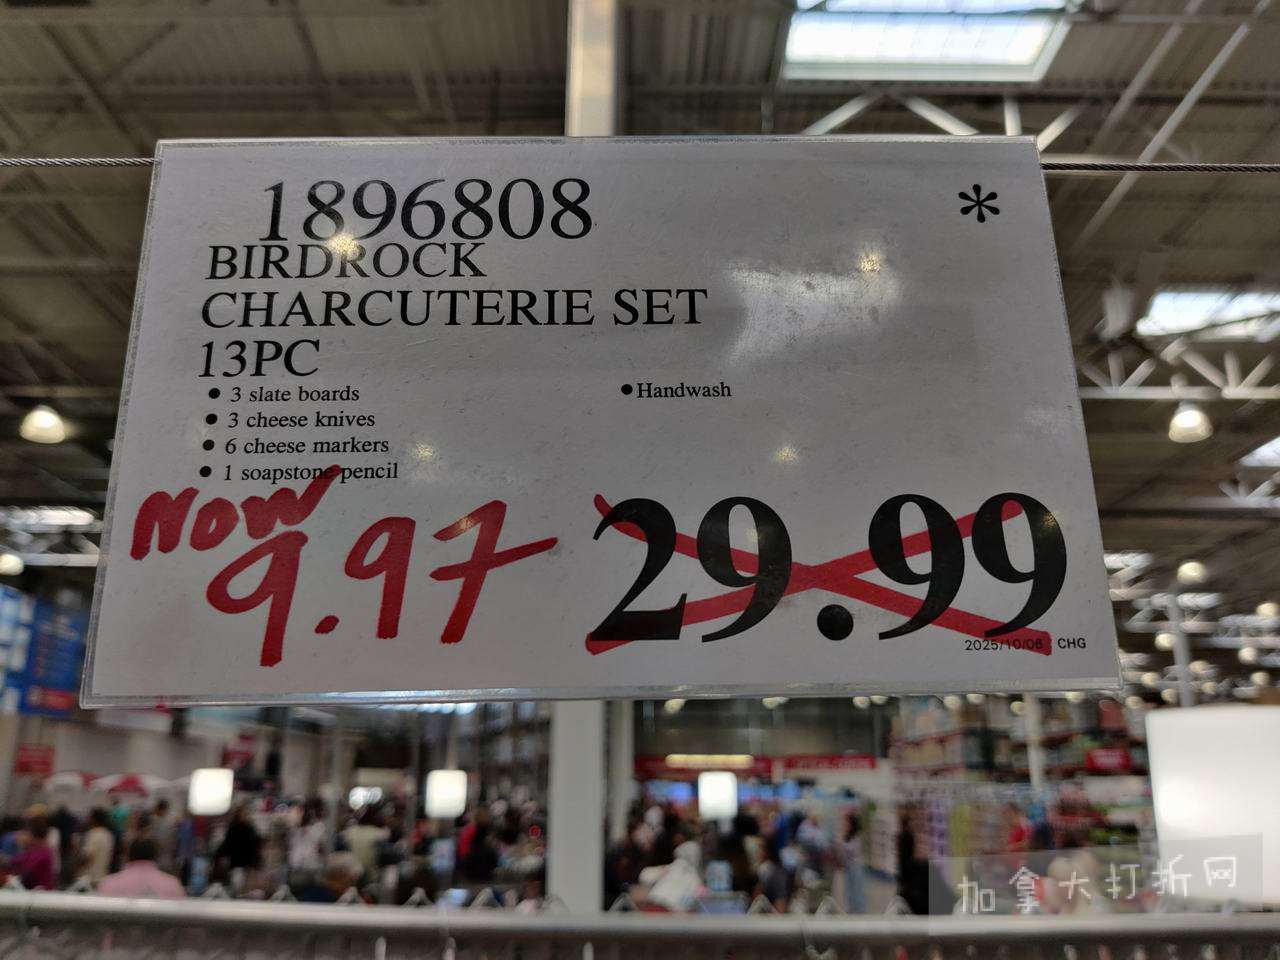 1896808
*
BIRDROCK
CHARCUTERIE SET
13PC
● 3 slate boards
● 3 cheese knives
● 6 cheese markers
● 1 soapstone pencil
● Handwash
NOW
9.97
29.99
2025/10/06 CHG
加拿大打折网